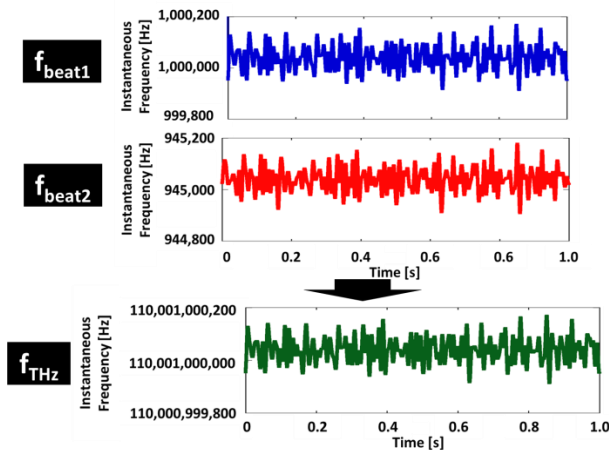 1,000,200
f_beat1
Instantaneous
Frequency [Hz]
1,000,000
999,800
945,200
f_beat2
Instantaneous
Frequency [Hz]
945,000
944,800
0 0.2 0.4 0.6 0.8 1.0
Time [s]
110,001,000,200
f_THz
Instantaneous
Frequency [Hz]
110,001,000,000
110,000,999,800
0 0.2 0.4 0.6 0.8 1.0
Time [s]